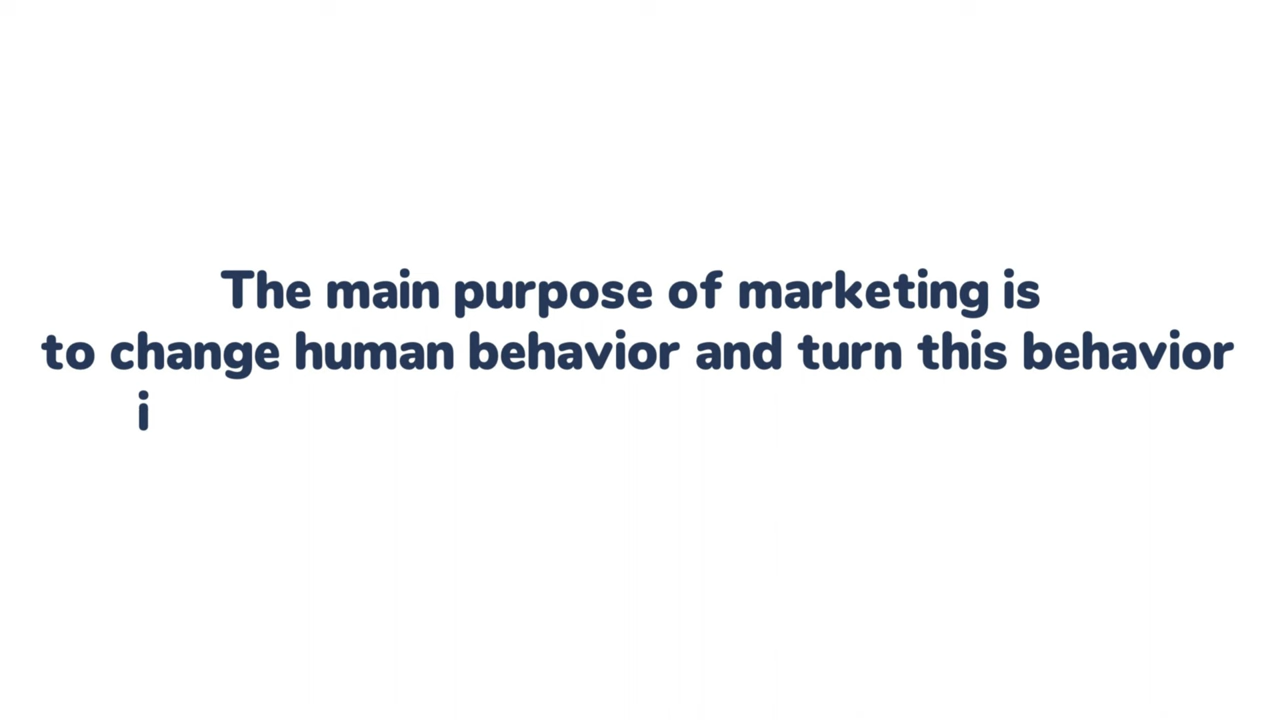 The main purpose of marketing is
to change human behavior and turn this behavior
i